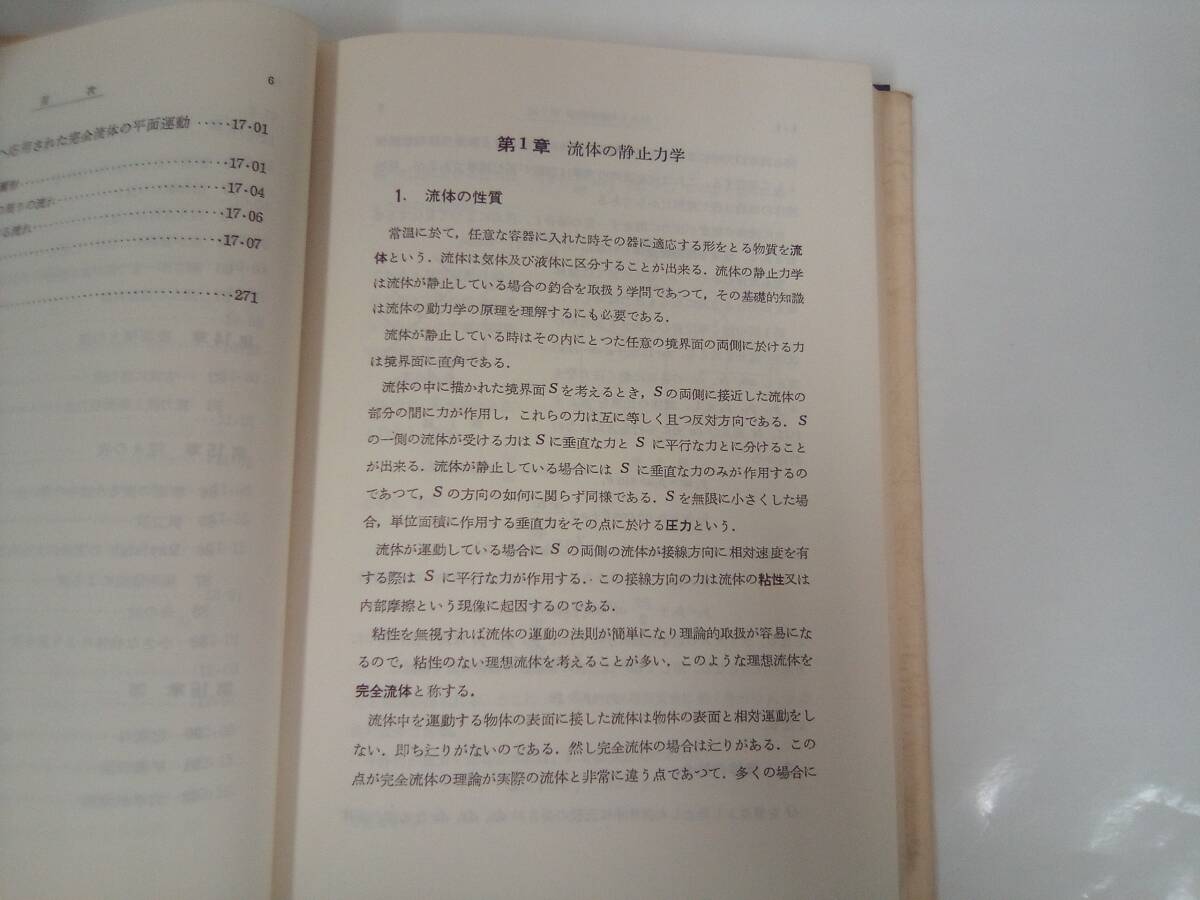 6
目 次
へ応用された完全流体の平面運動 ·····17·01
··17·01
の周りの流れ··17·04
る流れ··17·06
··17·07
··271
第1章 流体の静止力学
1. 流体の性質
常温に於て，任意な容器に入れた時その器に適応する形をとる物質を流
体という．流体は気体及び液体に区分することが出来る．流体の静止力学
は流体が静止している場合の釣合を取扱う学問であつて，その基礎的知識
は流体の動力学の原理を理解するにも必要である．
流体が静止している時はその内にとつた任意の境界面の両側に於ける力
は境界面に直角である．
流体の中に描かれた境界面 S を考えるとき，S の両側に接近した流体の
部分の間に力が作用し，これらの力は互に等しく且つ反対方向である．S
の一側の流体が受ける力は S に垂直な力と S に平行な力とに分けること
が出来る．流体が静止している場合には S に垂直な力のみが作用するの
であつて，S の方向の如何に関らず同様である．S を無限に小さくした場
合，単位面積に作用する垂直力をその点に於ける圧力という．
流体が運動している場合に S の両側の流体が接線方向に相対速度を有
する際は S に平行な力が作用する．この接線方向の力は流体の粘性又は
内部摩擦という現像に起因するのである．
粘性を無視すれば流体の運動の法則が簡単になり理論的取扱が容易にな
るので，粘性のない理想流体を考えることが多い．このような理想流体を
完全流体と称する．
流体中を運動する物体の表面に接した流体は物体の表面と相対運動をし
ない．即ち辷りがないのである．然し完全流体の場合は辷りがある．この
点が完全流体の理論が実際の流体と非常に違う点であつて．多くの場合に